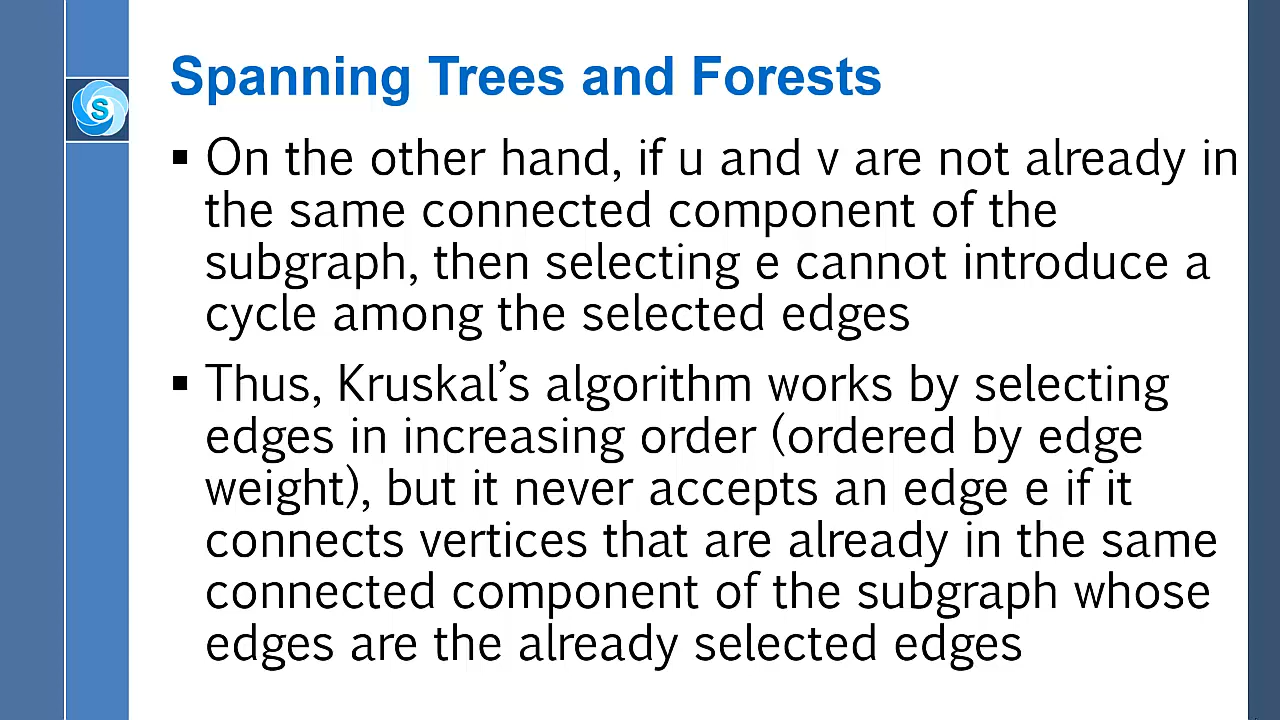 Spanning Trees and Forests
S
▪ On the other hand, if u and v are not already in
the same connected component of the
subgraph, then selecting e cannot introduce a
cycle among the selected edges
▪ Thus, Kruskal’s algorithm works by selecting
edges in increasing order (ordered by edge
weight), but it never accepts an edge e if it
connects vertices that are already in the same
connected component of the subgraph whose
edges are the already selected edges